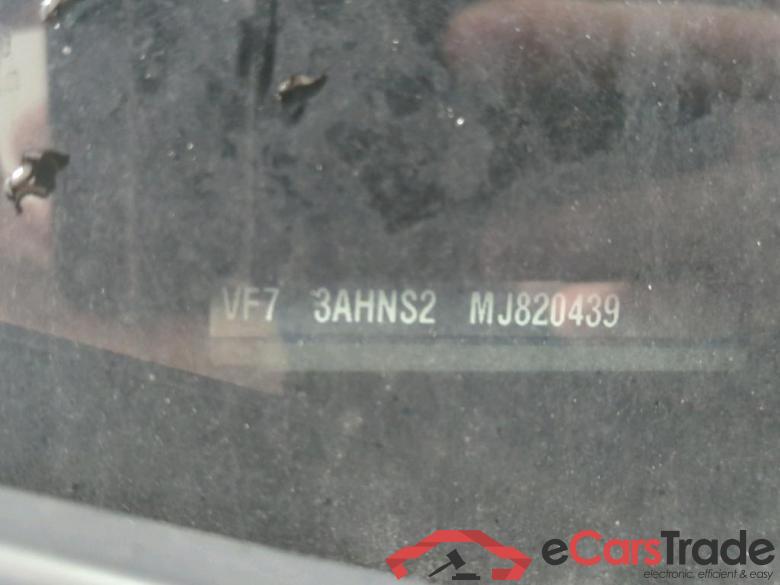 VF7 3AHNS2 MJ820439
eCarsTrade
electronic, efficient & easy